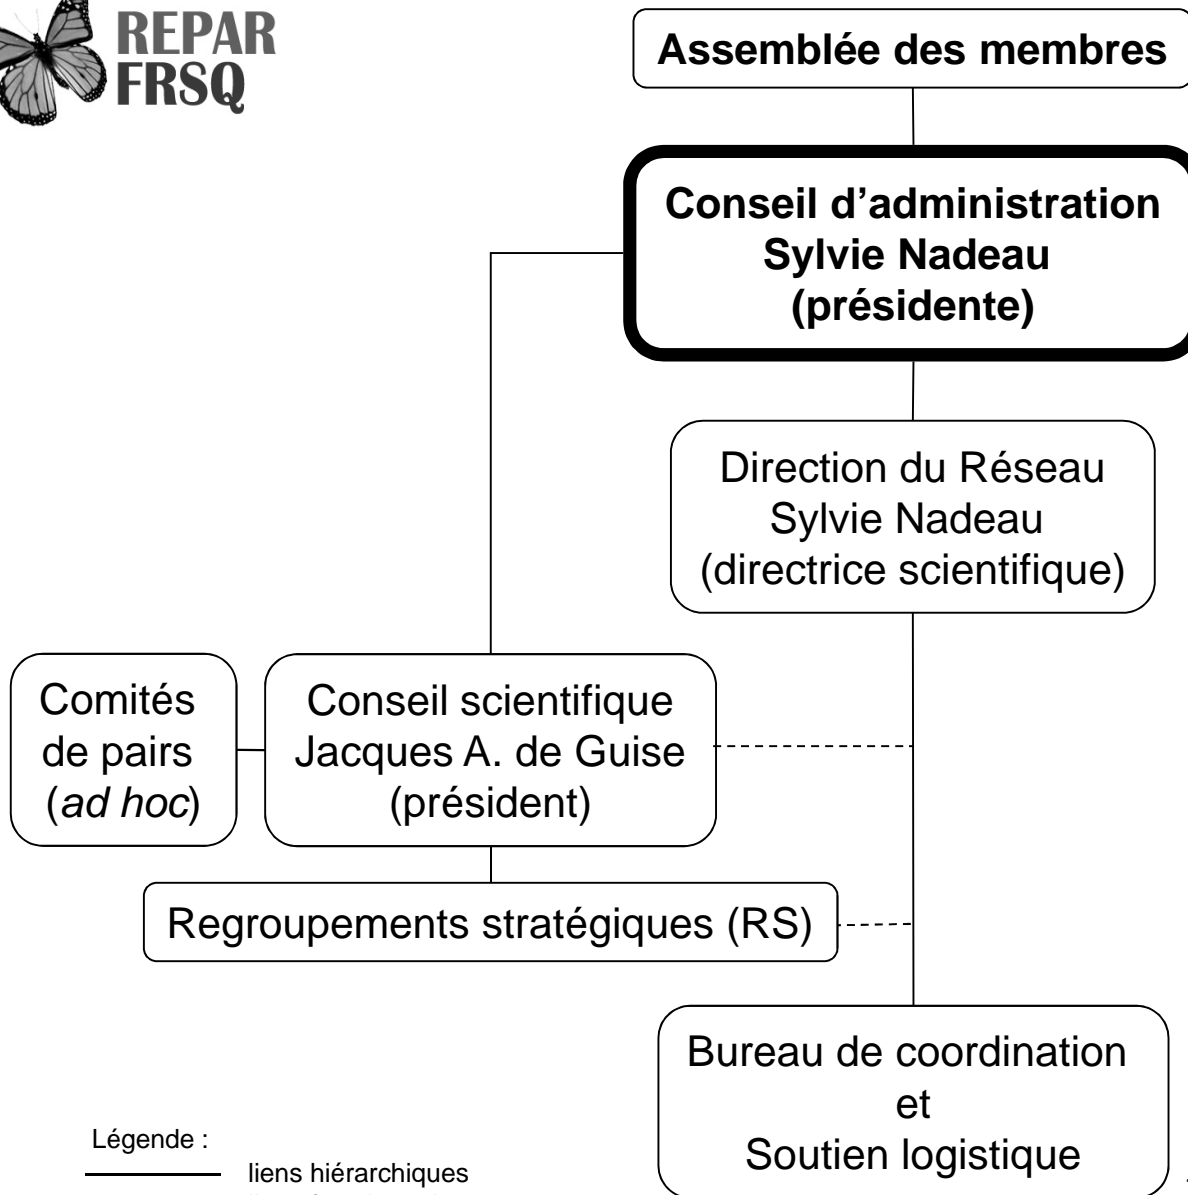 REPAR
FRSQ
Assemblée des membres
Conseil d’administration
Sylvie Nadeau
(présidente)
Direction du Réseau
Sylvie Nadeau
(directrice scientifique)
Comités
de pairs
(ad hoc)
Conseil scientifique
Jacques A. de Guise
(président)
Regroupements stratégiques (RS)
Bureau de coordination
et
Soutien logistique
Légende :
liens hiérarchiques